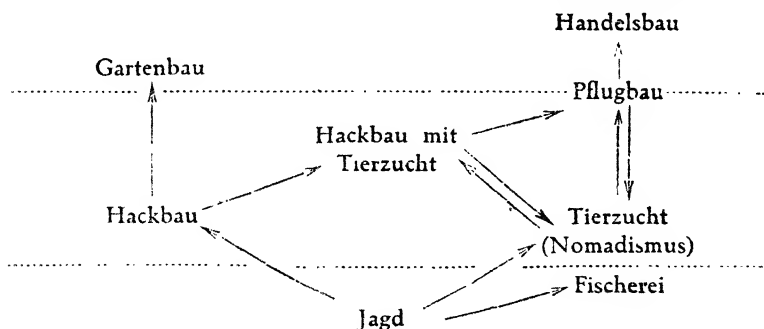 Handelsbau
Gartenbau
Pflugbau
Hackbau mit
Tierzucht
Hackbau
Tierzucht
(Nomadismus)
Fischerei
Jagd